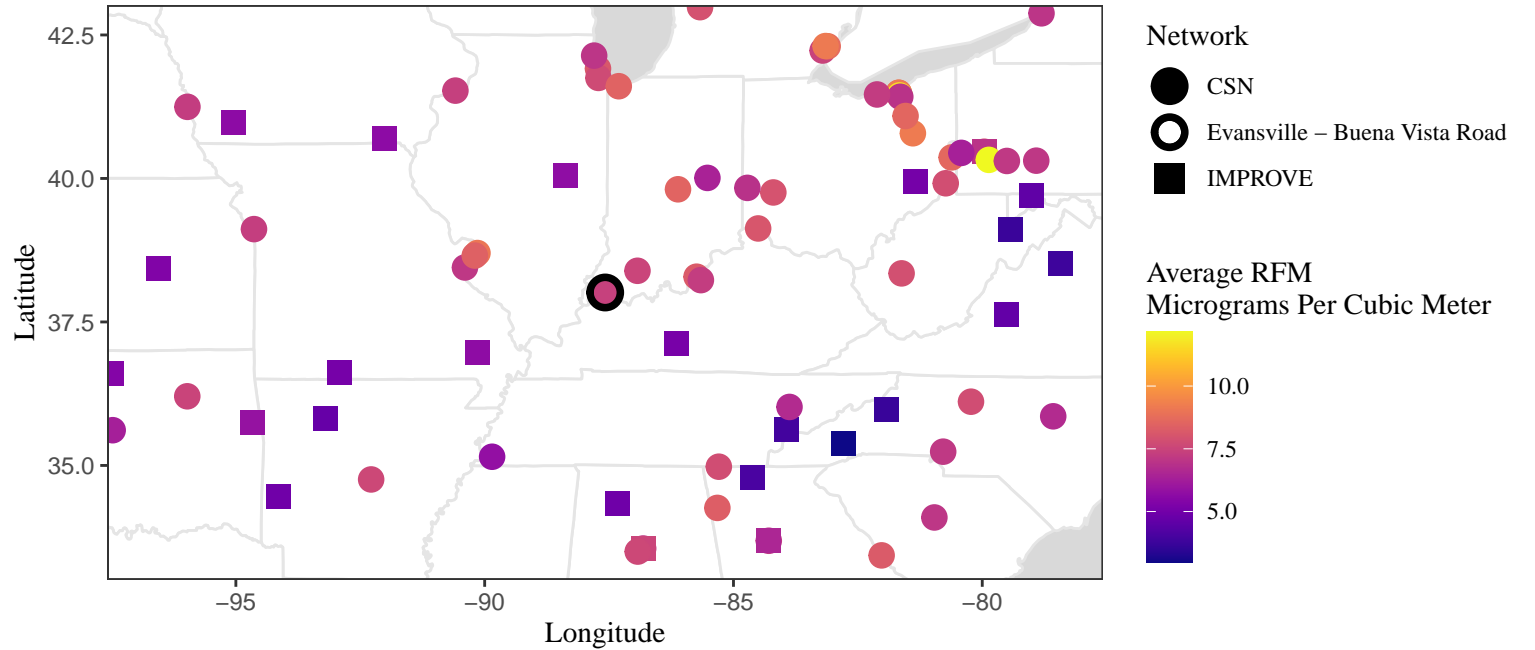 42.5
40.0
37.5
35.0
Latitude
−95
−90
−85
−80
Longitude
Network
CSN
Evansville − Buena Vista Road
IMPROVE
Average RFM
Micrograms Per Cubic Meter
10.0
7.5
5.0